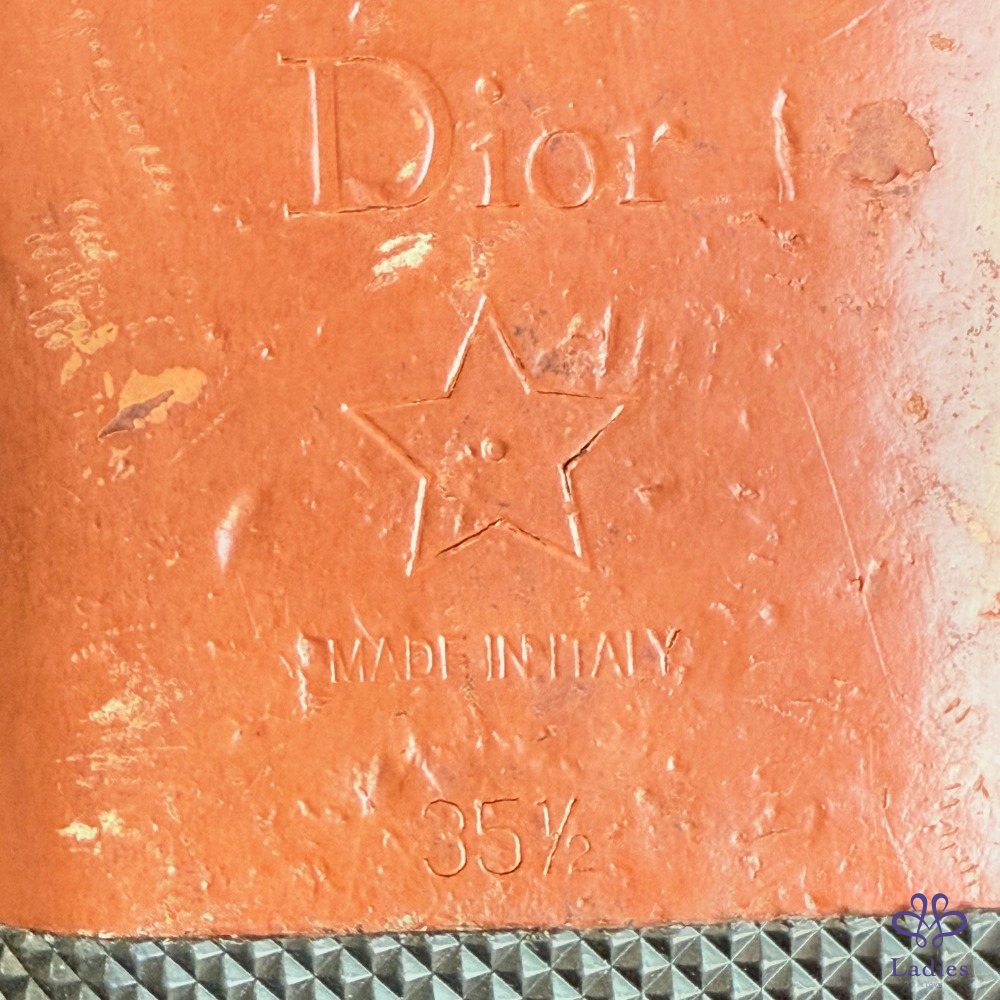 Dior
MADE IN ITALY
35½
Ladies